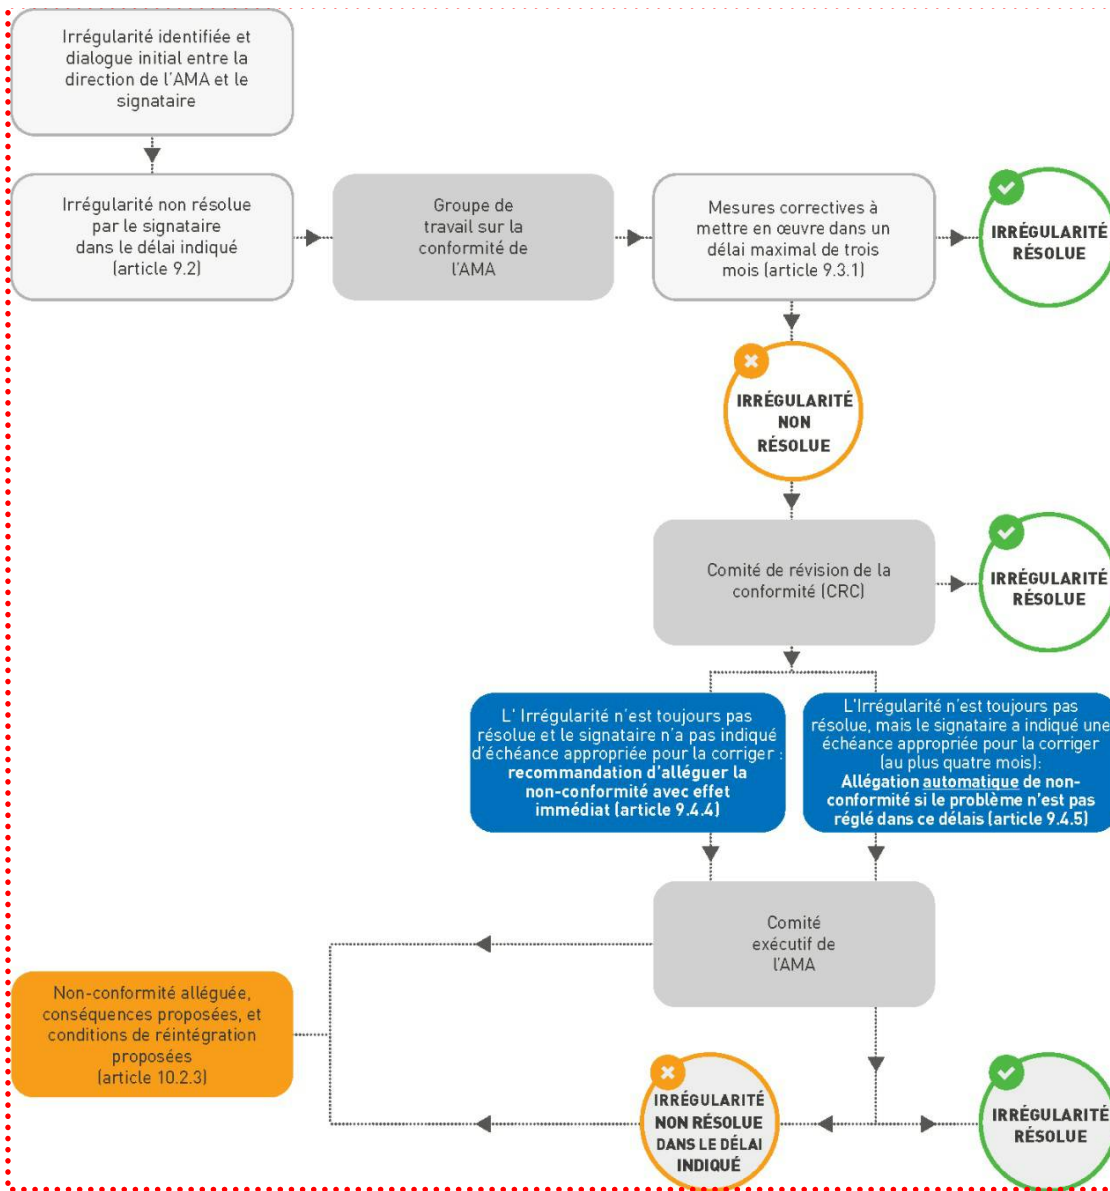 Irrégularité identifiée et
dialogue initial entre la
direction de l'AMA et le
signataire
Irrégularité non résolue
par le signataire
dans le délai indiqué
(article 9.2)
Groupe de
travail sur la
conformité de
l'AMA
Mesures correctives à
mettre en œuvre dans un
délai maximal de trois
mois (article 9.3.1)
IRRÉGULARITÉ
RÉSOLUE
IRRÉGULARITÉ
NON
RÉSOLUE
Comité de révision de la
conformité (CRC)
IRRÉGULARITÉ
RÉSOLUE
L' Irrégularité n'est toujours pas
résolue et le signataire n'a pas indiqué
d'échéance appropriée pour la corriger :
recommandation d'alléguer la
non-conformité avec effet
immédiat (article 9.4.4)
L'Irrégularité n'est toujours pas
résolue, mais le signataire a indiqué une
échéance appropriée pour la corriger
(au plus quatre mois):
Allégation automatique de non-
conformité si le problème n'est pas
réglé dans ce délais (article 9.4.5)
Comité
exécutif de
l'AMA
Non-conformité alléguée,
conséquences proposées, et
conditions de réintégration
proposées
(article 10.2.3)
IRRÉGULARITÉ
NON RÉSOLUE
DANS LE DÉLAI
INDIQUÉ
IRRÉGULARITÉ
RÉSOLUE